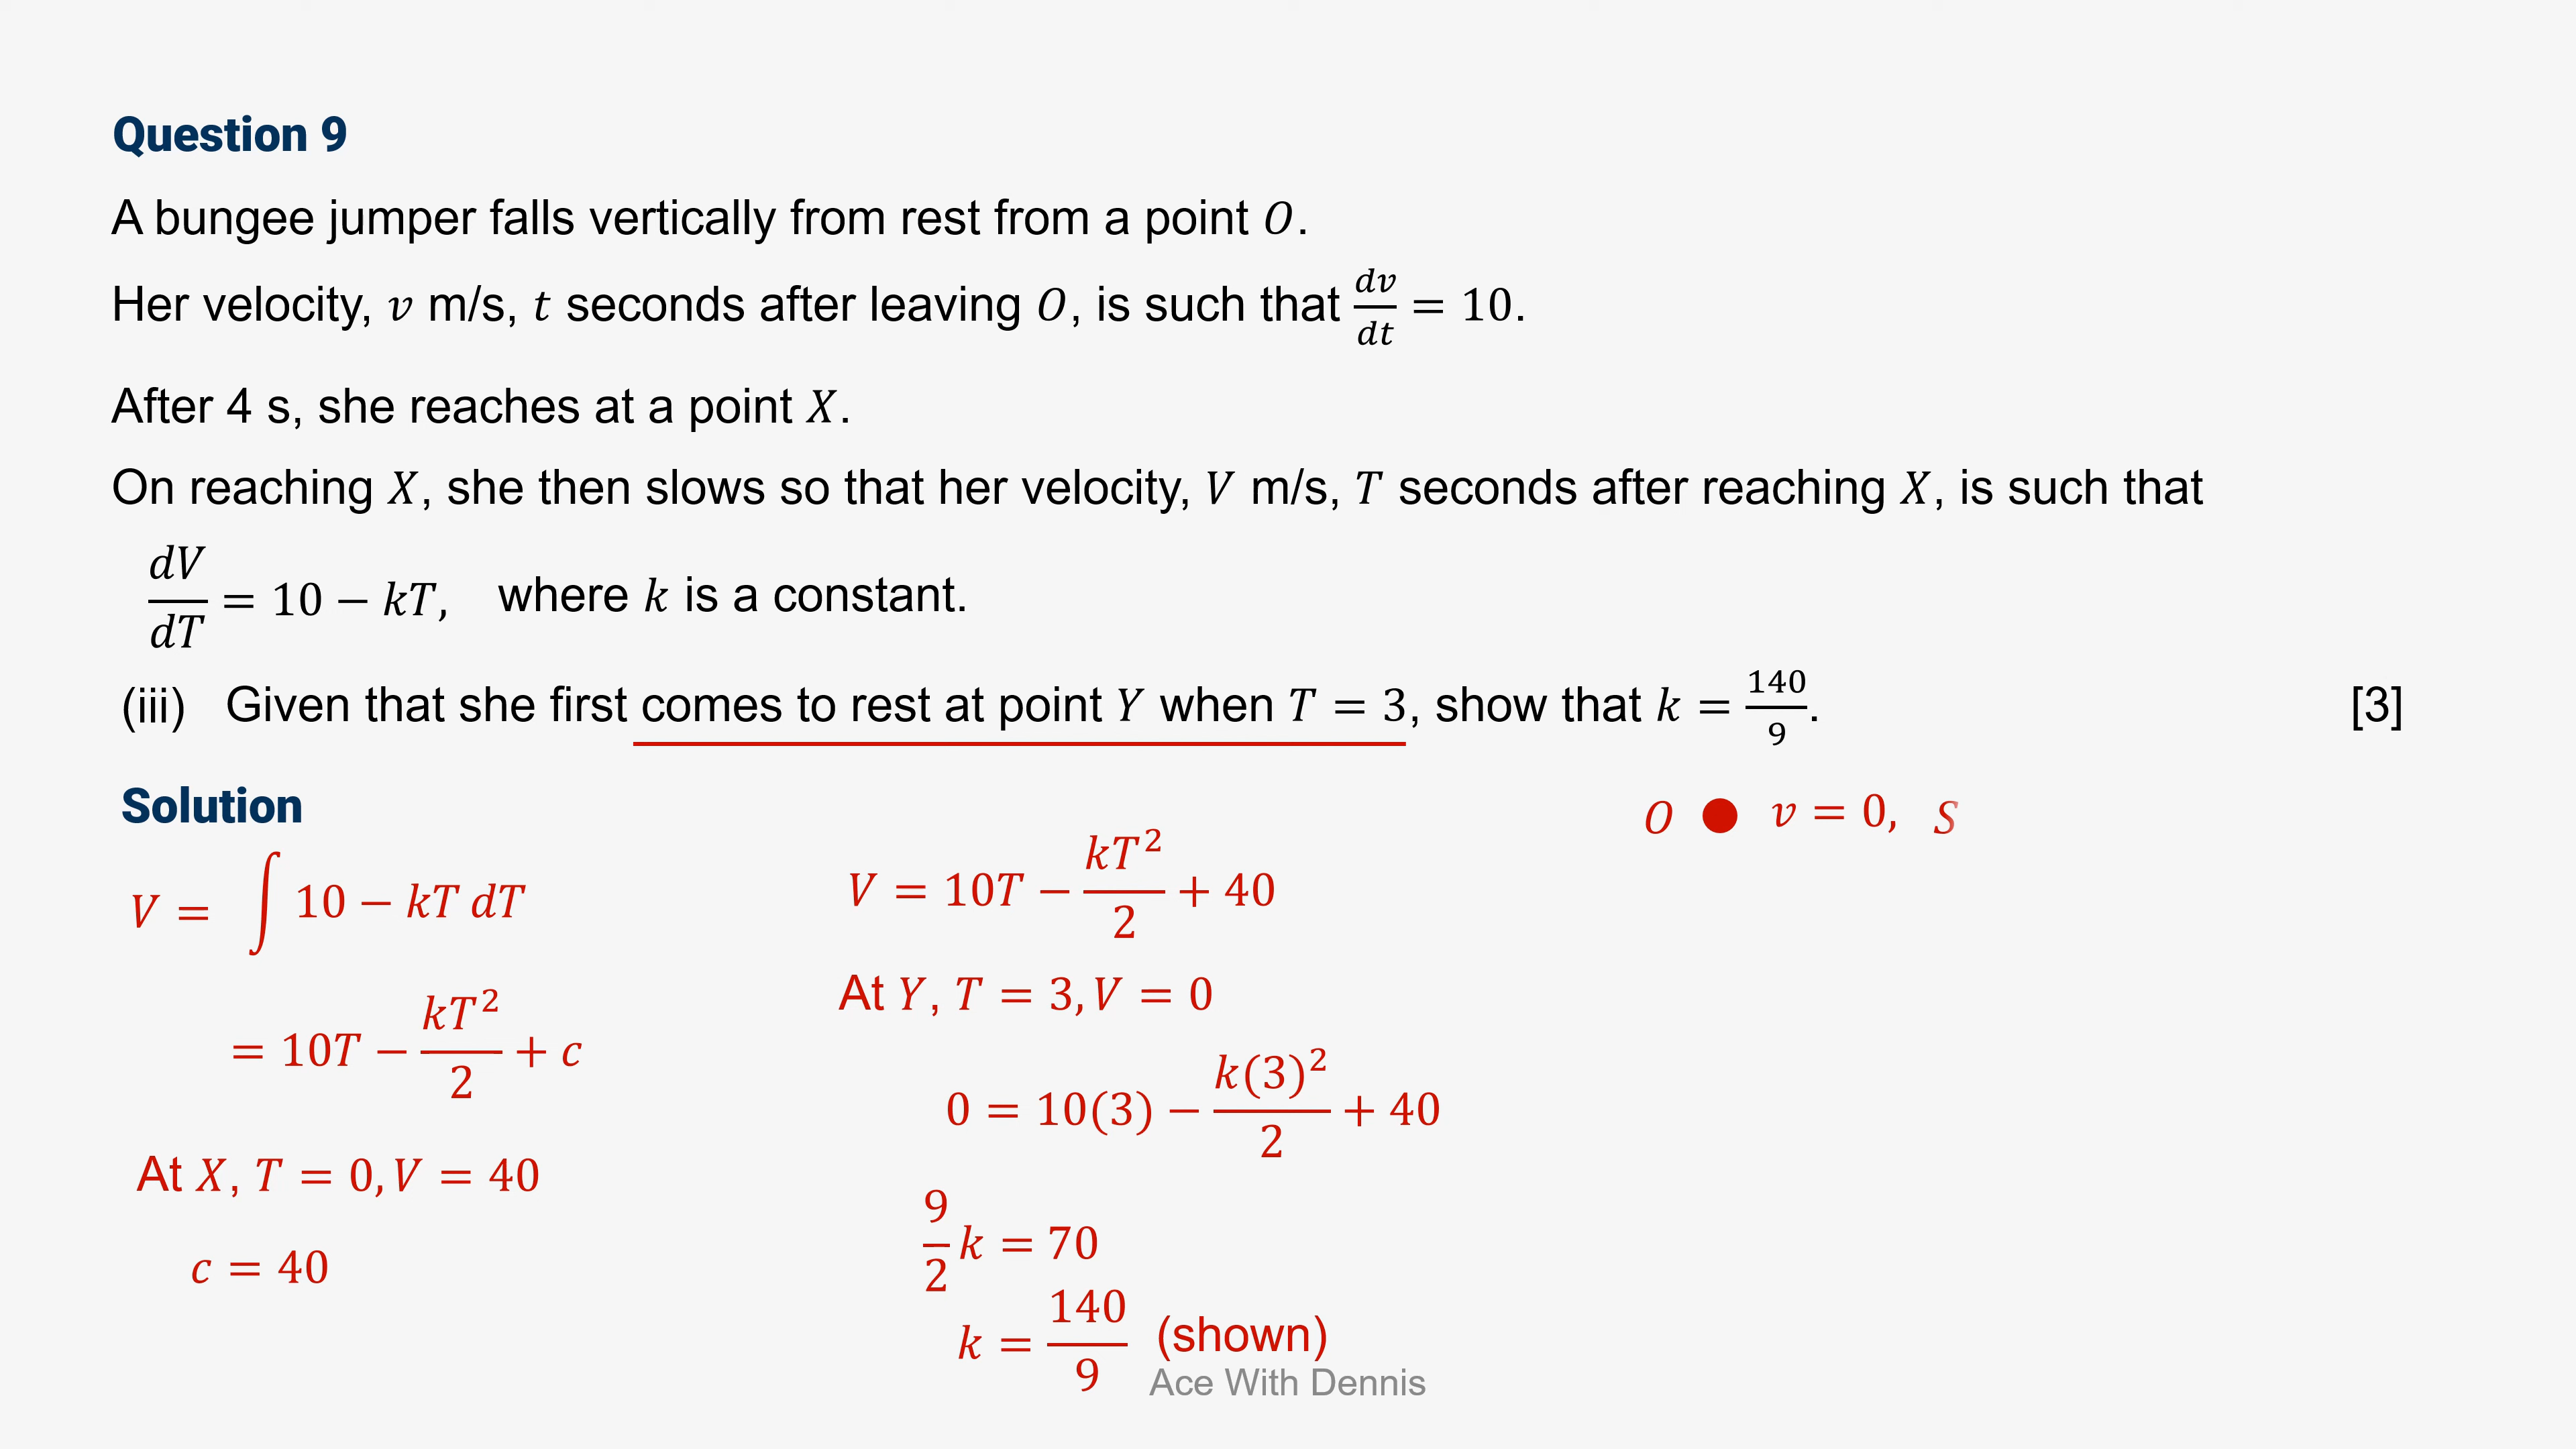 Question 9
A bungee jumper falls vertically from rest from a point O.
Her velocity, v m/s, t seconds after leaving O, is such that dv/dt = 10.
After 4 s, she reaches at a point X.
On reaching X, she then slows so that her velocity, V m/s, T seconds after reaching X, is such that
dV/dT = 10 − kT, where k is a constant.
(iii) Given that she first comes to rest at point Y when T = 3, show that k = 140/9. [3]
Solution
V = ∫ 10 − kT dT
= 10T − kT²/2 + c
At X, T = 0, V = 40
c = 40
V = 10T − kT²/2 + 40
At Y, T = 3, V = 0
0 = 10(3) − k(3)²/2 + 40
9/2 k = 70
k = 140/9 (shown)
O v = 0, S
Ace With Dennis